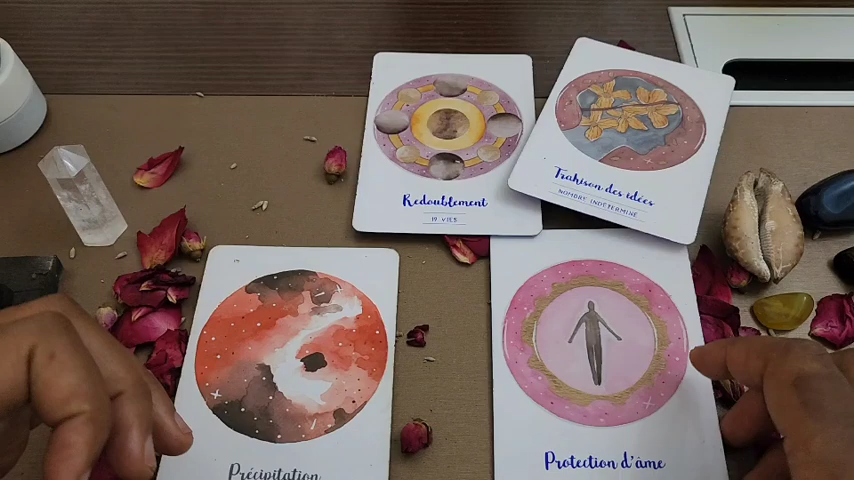 Redoublement
19 VIES
Trahison des idées
NOMBRE INDÉTERMINÉ
Précipitation
Protection d'âme